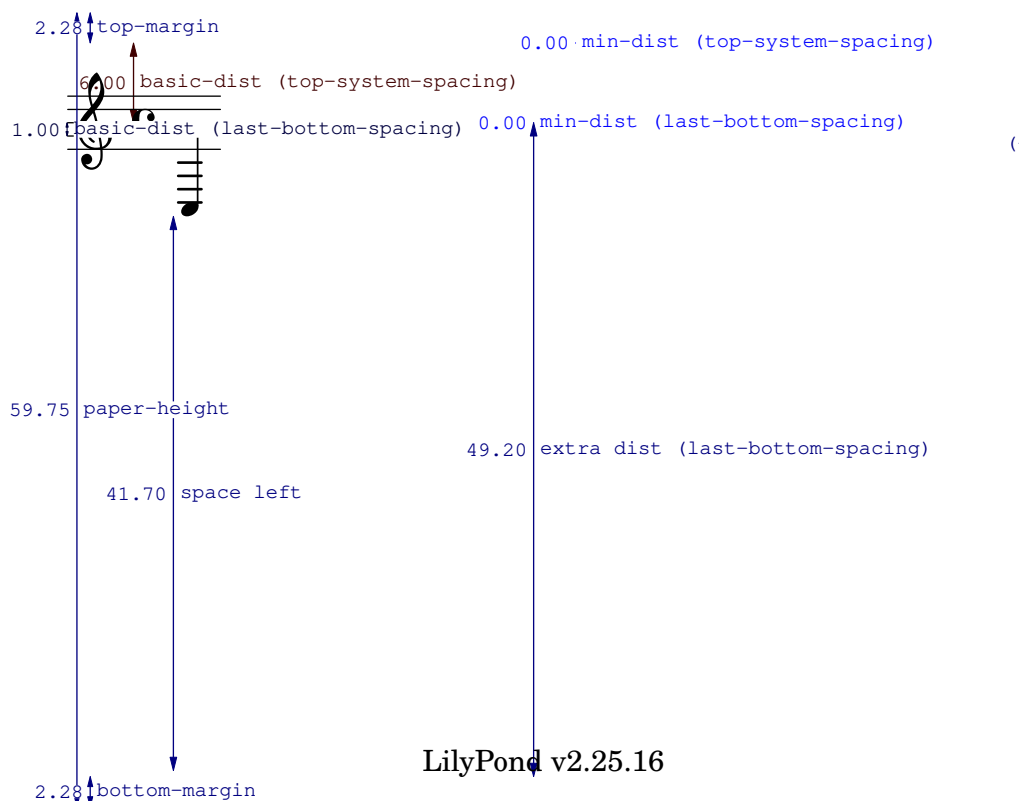 2.28 top-margin
0.00 min-dist (top-system-spacing)
6.00 basic-dist (top-system-spacing)
1.00 basic-dist (last-bottom-spacing)
0.00 min-dist (last-bottom-spacing)
(
59.75 paper-height
49.20 extra dist (last-bottom-spacing)
41.70 space left
LilyPond v2.25.16
2.28 bottom-margin